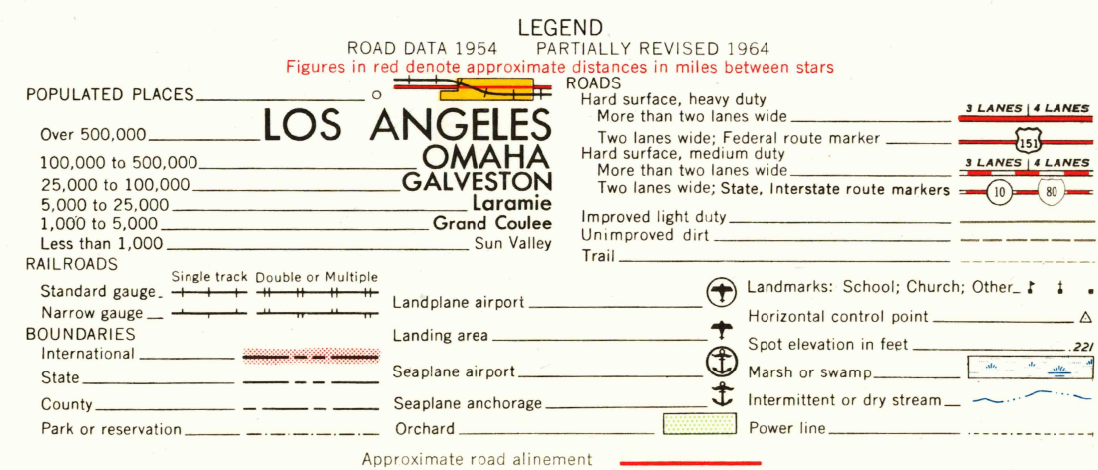 LEGEND
ROAD DATA 1954 PARTIALLY REVISED 1964
Figures in red denote approximate distances in miles between stars
POPULATED PLACES
Over 500,000 LOS ANGELES
100,000 to 500,000 OMAHA
25,000 to 100,000 GALVESTON
5,000 to 25,000 Laramie
1,000 to 5,000 Grand Coulee
Less than 1,000 Sun Valley
RAILROADS
Single track Double or Multiple
Standard gauge
Narrow gauge
BOUNDARIES
International
State
County
Park or reservation
Landplane airport
Landing area
Seaplane airport
Seaplane anchorage
Orchard
ROADS
Hard surface, heavy duty
More than two lanes wide 3 LANES | 4 LANES
Two lanes wide; Federal route marker 151
Hard surface, medium duty
More than two lanes wide 3 LANES | 4 LANES
Two lanes wide; State, Interstate route markers 10 80
Improved light duty
Unimproved dirt
Trail
Landmarks: School; Church; Other
Horizontal control point
Spot elevation in feet .221
Marsh or swamp
Intermittent or dry stream
Power line
Approximate road alinement